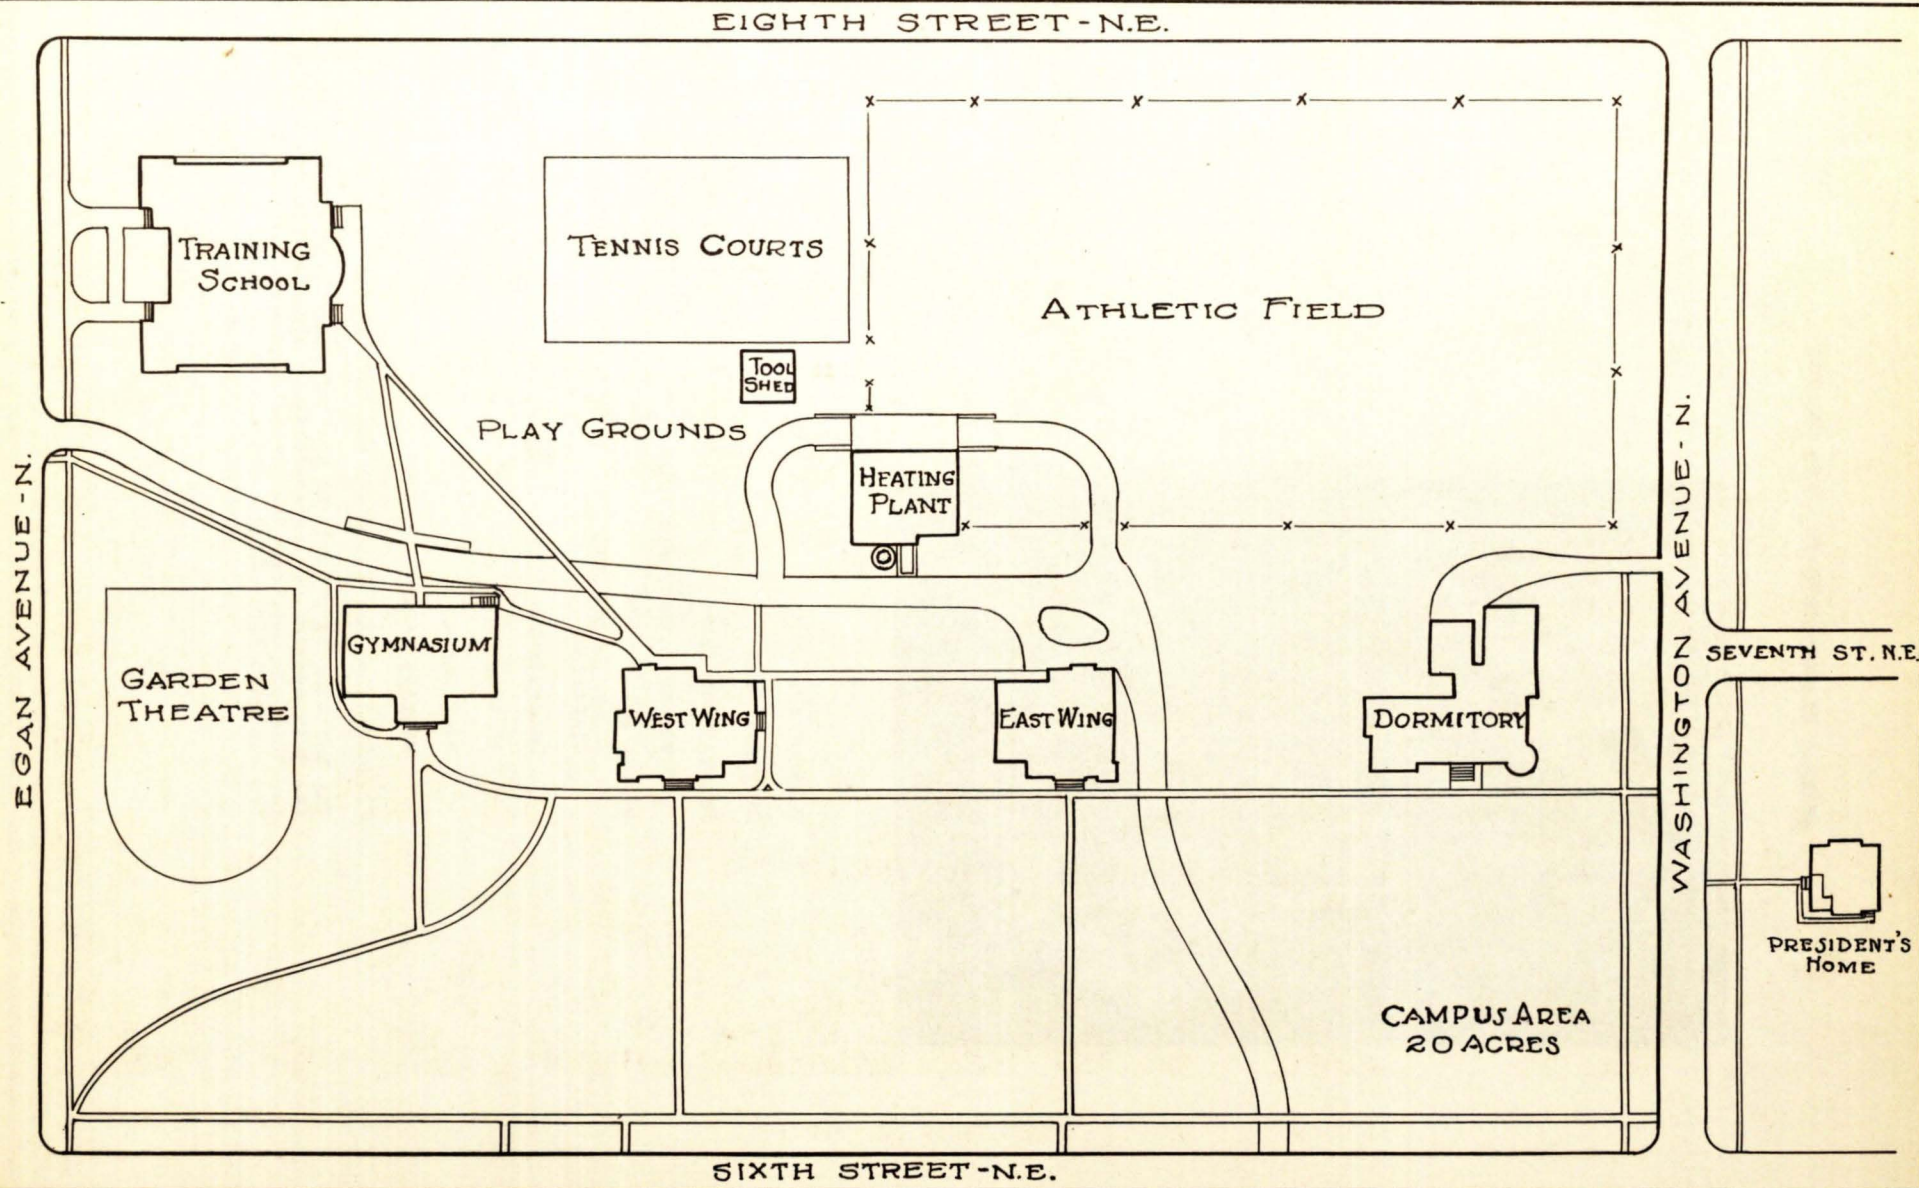 EIGHTH STREET-N.E.
TRAINING
SCHOOL
TENNIS COURTS
ATHLETIC FIELD
TOOL
SHED
PLAY GROUNDS
HEATING
PLANT
EGAN AVENUE-N.
WASHINGTON AVENUE-N.
GYMNASIUM
SEVENTH ST. N.E.
GARDEN
THEATRE
WEST WING
EAST WING
DORMITORY
PRESIDENT'S
HOME
CAMPUS AREA
20 ACRES
SIXTH STREET-N.E.